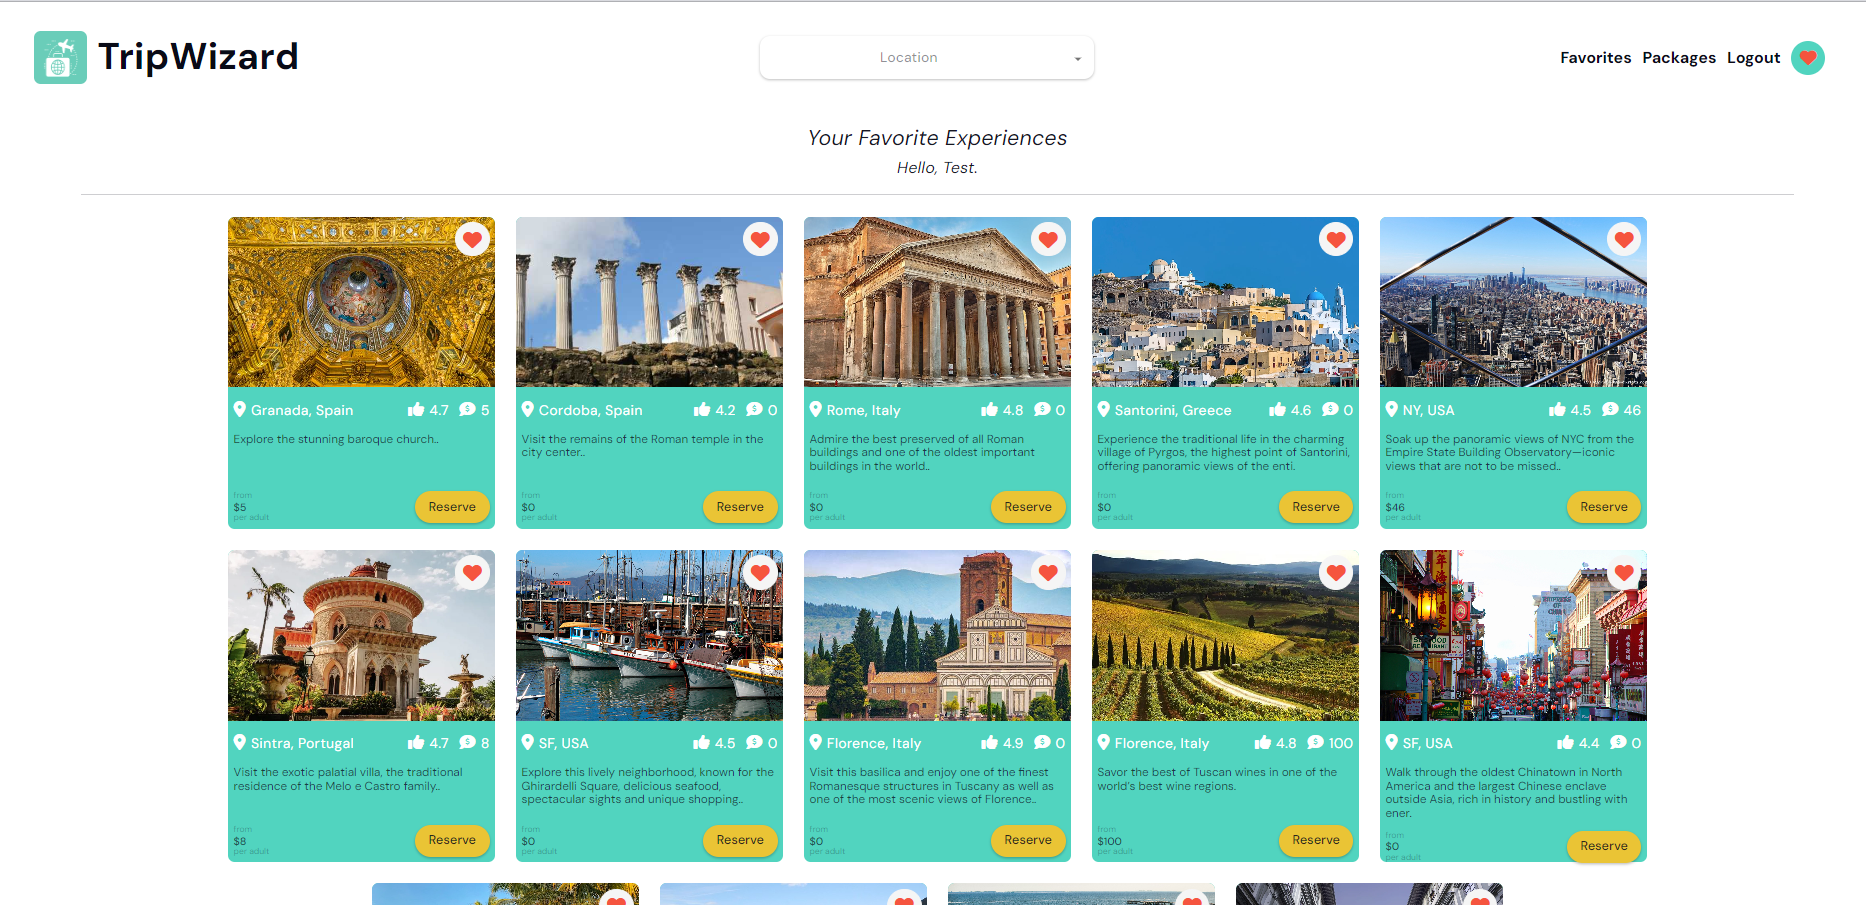 TripWizard
Location
Favorites Packages Logout
Your Favorite Experiences
Hello, Test.
Granada, Spain 4.7 5
Explore the stunning baroque church..
from
$5
per adult
Reserve
Cordoba, Spain 4.2 0
Visit the remains of the Roman temple in the
city center..
from
$0
per adult
Reserve
Rome, Italy 4.8 0
Admire the best preserved of all Roman
buildings and one of the oldest important
buildings in the world..
from
$0
per adult
Reserve
Santorini, Greece 4.6 0
Experience the traditional life in the charming
village of Pyrgos, the highest point of Santorini,
offering panoramic views of the enti.
from
$0
per adult
Reserve
NY, USA 4.5 46
Soak up the panoramic views of NYC from the
Empire State Building Observatory—iconic
views that are not to be missed..
from
$46
per adult
Reserve
Sintra, Portugal 4.7 8
Visit the exotic palatial villa, the traditional
residence of the Melo e Castro family..
from
$8
per adult
Reserve
SF, USA 4.5 0
Explore this lively neighborhood, known for the
Ghirardelli Square, delicious seafood,
spectacular sights and unique shopping..
from
$0
per adult
Reserve
Florence, Italy 4.9 0
Visit this basilica and enjoy one of the finest
Romanesque structures in Tuscany as well as
one of the most scenic views of Florence..
from
$0
per adult
Reserve
Florence, Italy 4.8 100
Savor the best of Tuscan wines in one of the
world's best wine regions.
from
$100
per adult
Reserve
SF, USA 4.4 0
Walk through the oldest Chinatown in North
America and the largest Chinese enclave
outside Asia, rich in history and bustling with
ener.
from
$0
per adult
Reserve